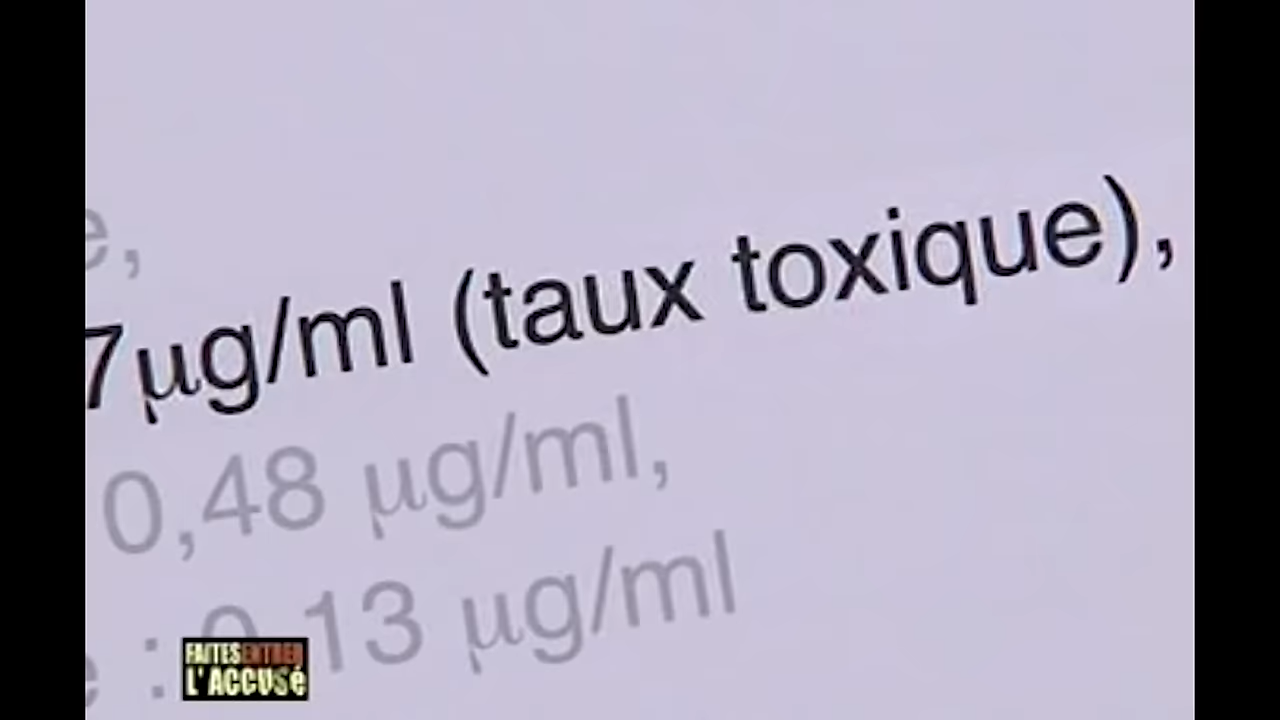 e,
7µg/ml (taux toxique),
0,48 µg/ml,
e : 0,13 µg/ml
FAITES ENTRER
L'ACCUSé